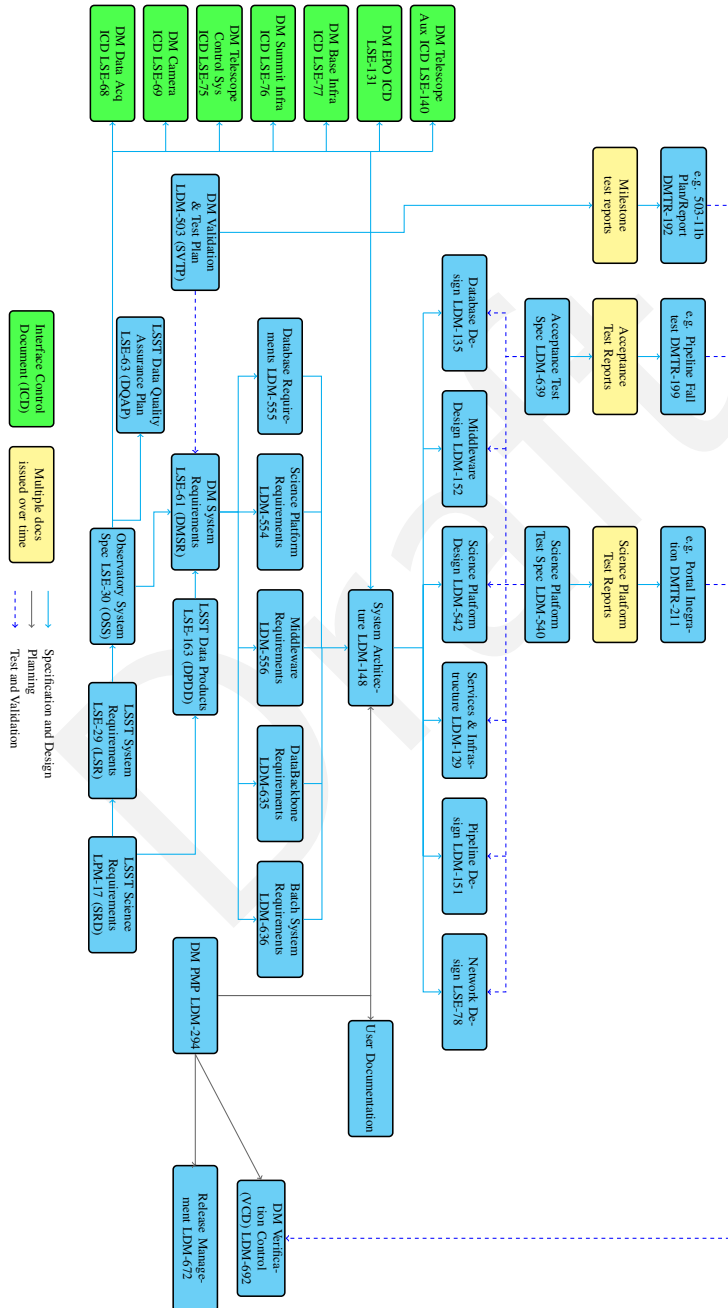 e.g. 503-11b
Plan/Report
DMTR-192
e.g. Pipeline Fall
test DMTR-199
e.g. Portal Inegra-
tion DMTR-211
Milestone
test reports
Acceptance
Test Reports
Science Platform
Test Reports
Acceptance Test
Spec LDM-639
Science Platform
Test Spec LDM-540
Database De-
sign LDM-135
Middleware
Design LDM-152
Science Platform
Design LDM-542
Services & Infras-
tructure LDM-129
Pipeline De-
sign LDM-151
Network De-
sign LSE-78
DM Telescope
Aux ICD LSE-140
DM EPO ICD
LSE-131
DM Base Infra
ICD LSE-77
DM Summit Infra
ICD LSE-76
DM Telescope
Control Sys
ICD LSE-75
DM Camera
ICD LSE-69
DM Data Acq
ICD LSE-68
System Architec-
ture LDM-148
User Documentation
Database Require-
ments LDM-555
Science Platform
Requirements
LDM-554
Middleware
Requirements
LDM-556
DataBackbone
Requirements
LDM-635
Batch System
Requirements
LDM-636
DM Verifica-
tion Control
(VCD) LDM-692
DM Validation
& Test Plan
LDM-503 (SVTP)
DM System
Requirements
LSE-61 (DMSR)
LSST Data Products
LSE-163 (DPDD)
DM PMP LDM-294
Release Manage-
ment LDM-672
LSST Data Quality
Assurance Plan
LSE-63 (DQAP)
Observatory System
Spec LSE-30 (OSS)
LSST System
Requirements
LSE-29 (LSR)
LSST Science
Requirements
LPM-17 (SRD)
Interface Control
Document (ICD)
Multiple docs
issued over time
Specification and Design
Planning
Test and Validation
Draft